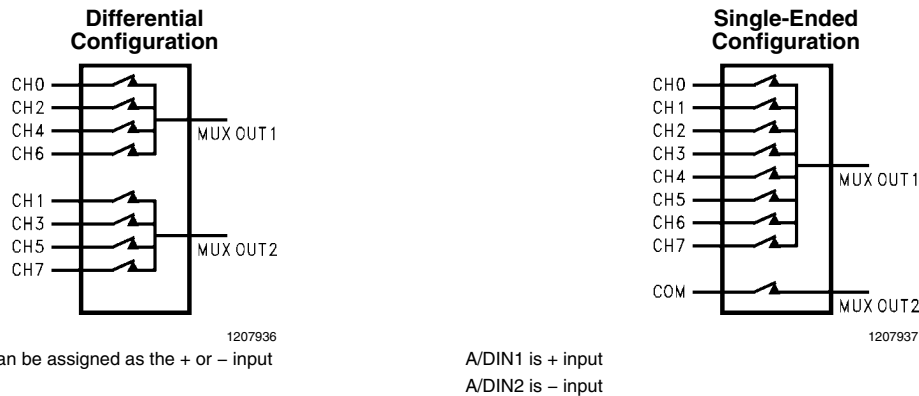 Differential
Configuration
CH0
CH2
CH4
CH6
MUX OUT1
CH1
CH3
CH5
CH7
MUX OUT2
1207936
be assigned as the + or − input
Single-Ended
Configuration
CH0
CH1
CH2
CH3
CH4
CH5
CH6
CH7
MUX OUT1
COM
MUX OUT2
1207937
A/DIN1 is + input
A/DIN2 is − input